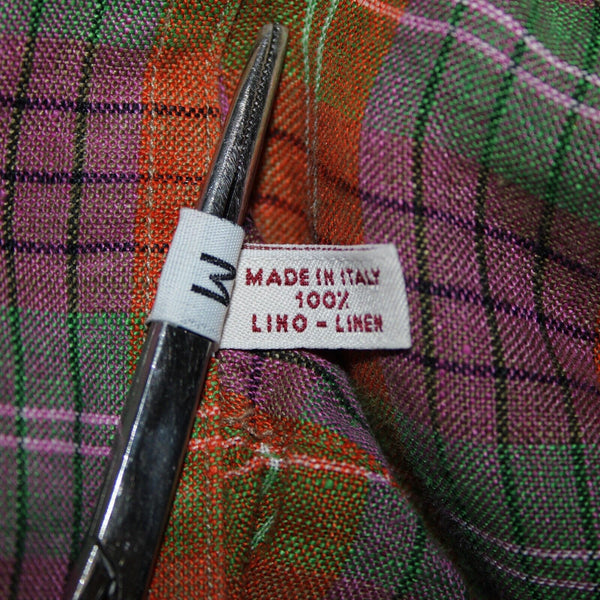 M
MADE IN ITALY
100%
LINO - LINEN